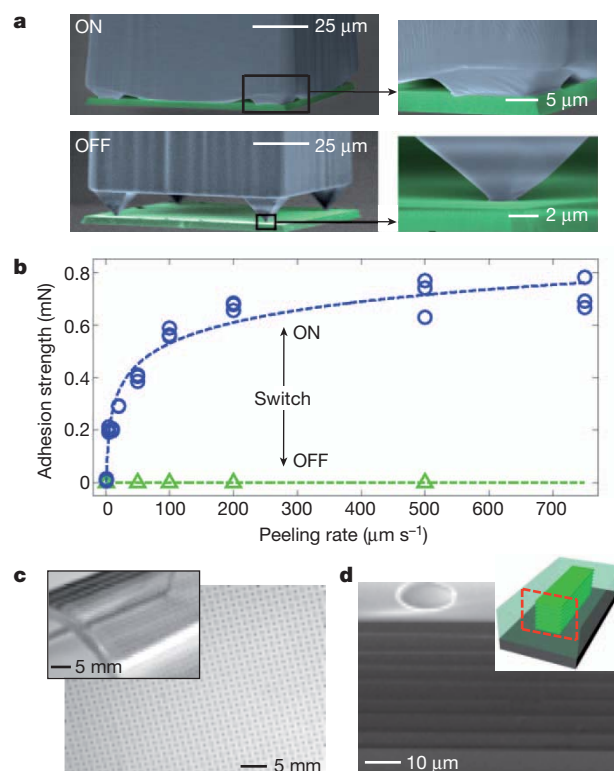 a
ON
25 μm
5 μm
OFF
25 μm
2 μm
b
Adhesion strength (mN)
0.8
0.6
0.4
0.2
0
ON
Switch
OFF
0 100 200 300 400 500 600 700
Peeling rate (μm s⁻¹)
c
5 mm
5 mm
d
10 μm